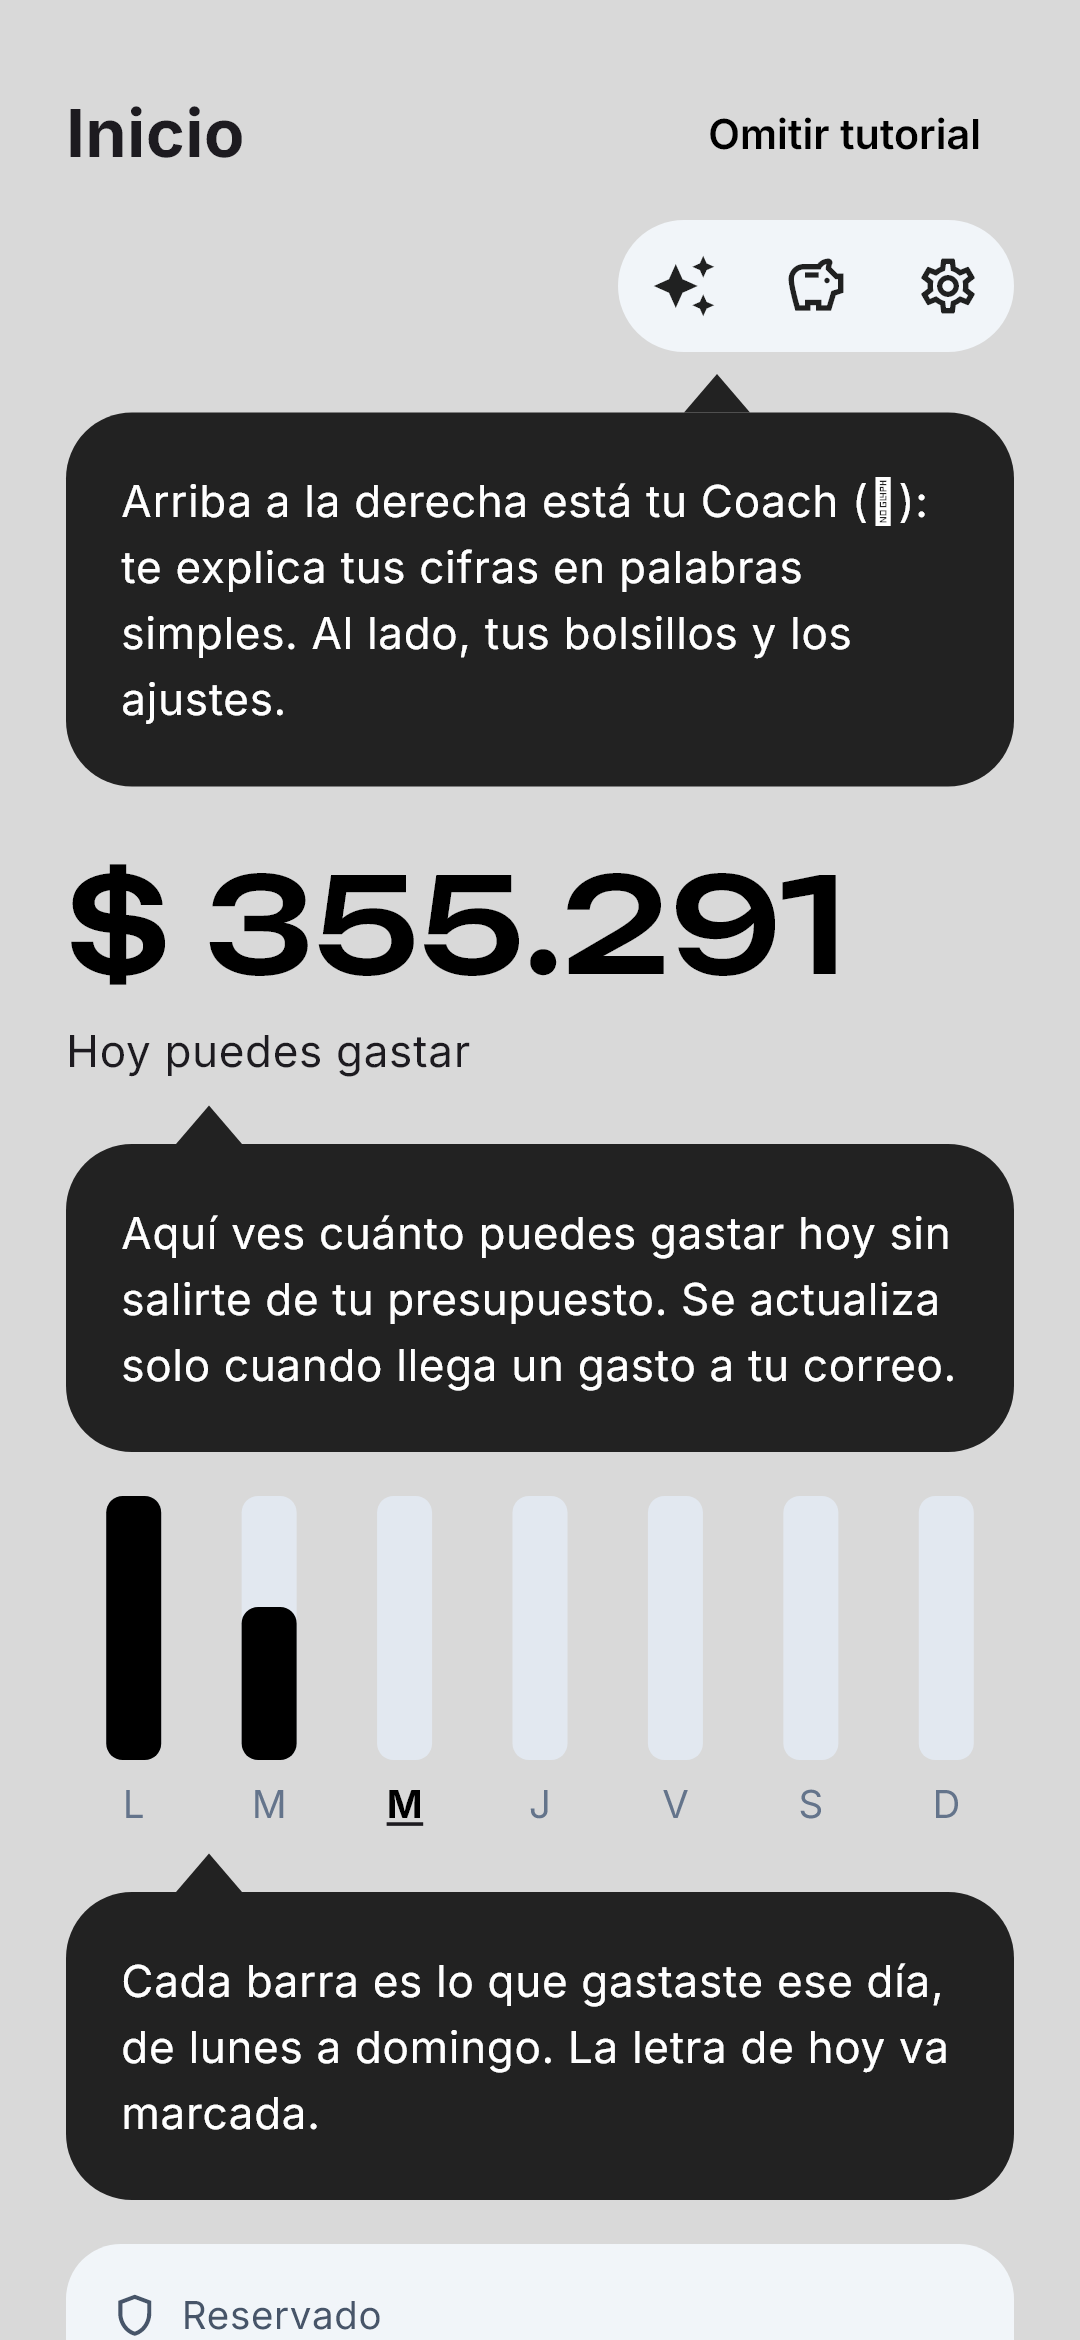 Inicio
Omitir tutorial
Arriba a la derecha está tu Coach (NO GLYPH):
te explica tus cifras en palabras
simples. Al lado, tus bolsillos y los
ajustes.
$ 355.291
Hoy puedes gastar
Aquí ves cuánto puedes gastar hoy sin
salirte de tu presupuesto. Se actualiza
solo cuando llega un gasto a tu correo.
L M M J V S D
Cada barra es lo que gastaste ese día,
de lunes a domingo. La letra de hoy va
marcada.
Reservado